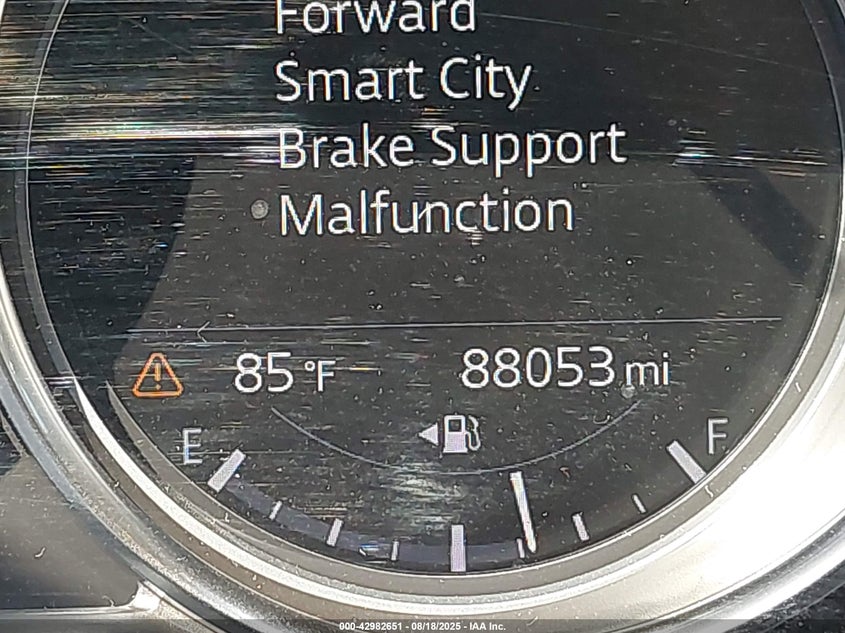 Forward
Smart City
Brake Support
Malfunction
85 °F 88053 mi
E F
000-42982651 - 08/18/2025 - IAA Inc.